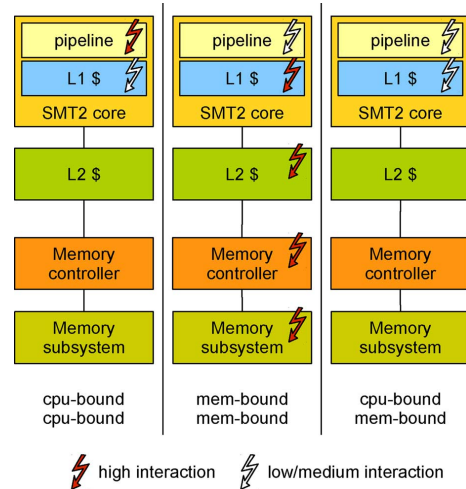 pipeline
L1 $
SMT2 core
L2 $
Memory
controller
Memory
subsystem
cpu-bound
cpu-bound
pipeline
L1 $
SMT2 core
L2 $
Memory
controller
Memory
subsystem
mem-bound
mem-bound
pipeline
L1 $
SMT2 core
L2 $
Memory
controller
Memory
subsystem
cpu-bound
mem-bound
high interaction
low/medium interaction